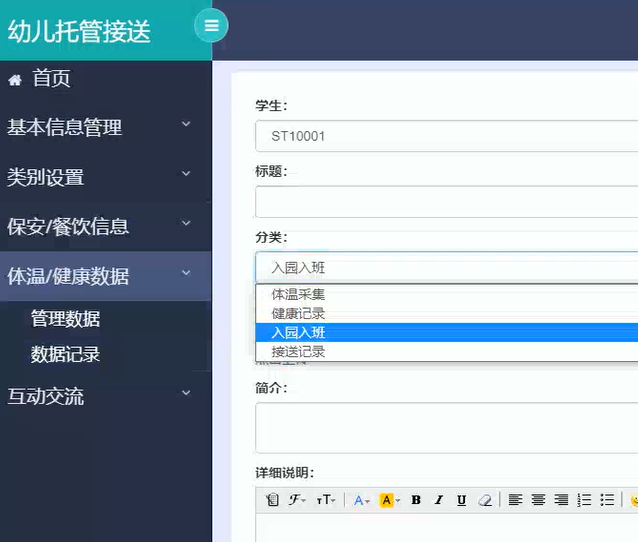 幼儿托管接送
首页
基本信息管理
类别设置
保安/餐饮信息
体温/健康数据
管理数据
数据记录
互动交流
学生：
ST10001
标题：
分类：
入园入班
体温采集
健康记录
入园入班
接送记录
简介：
详细说明：